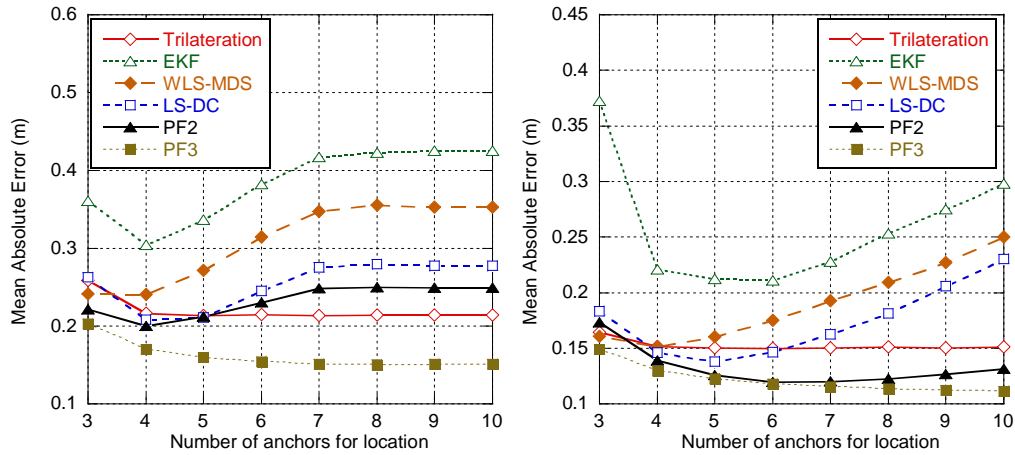 0.6
0.5
0.4
0.3
0.2
0.1
Mean Absolute Error (m)
Trilateration
EKF
WLS-MDS
LS-DC
PF2
PF3
3 4 5 6 7 8 9 10
Number of anchors for location
0.45
0.4
0.35
0.3
0.25
0.2
0.15
0.1
Mean Absolute Error (m)
Trilateration
EKF
WLS-MDS
LS-DC
PF2
PF3
3 4 5 6 7 8 9 10
Number of anchors for location